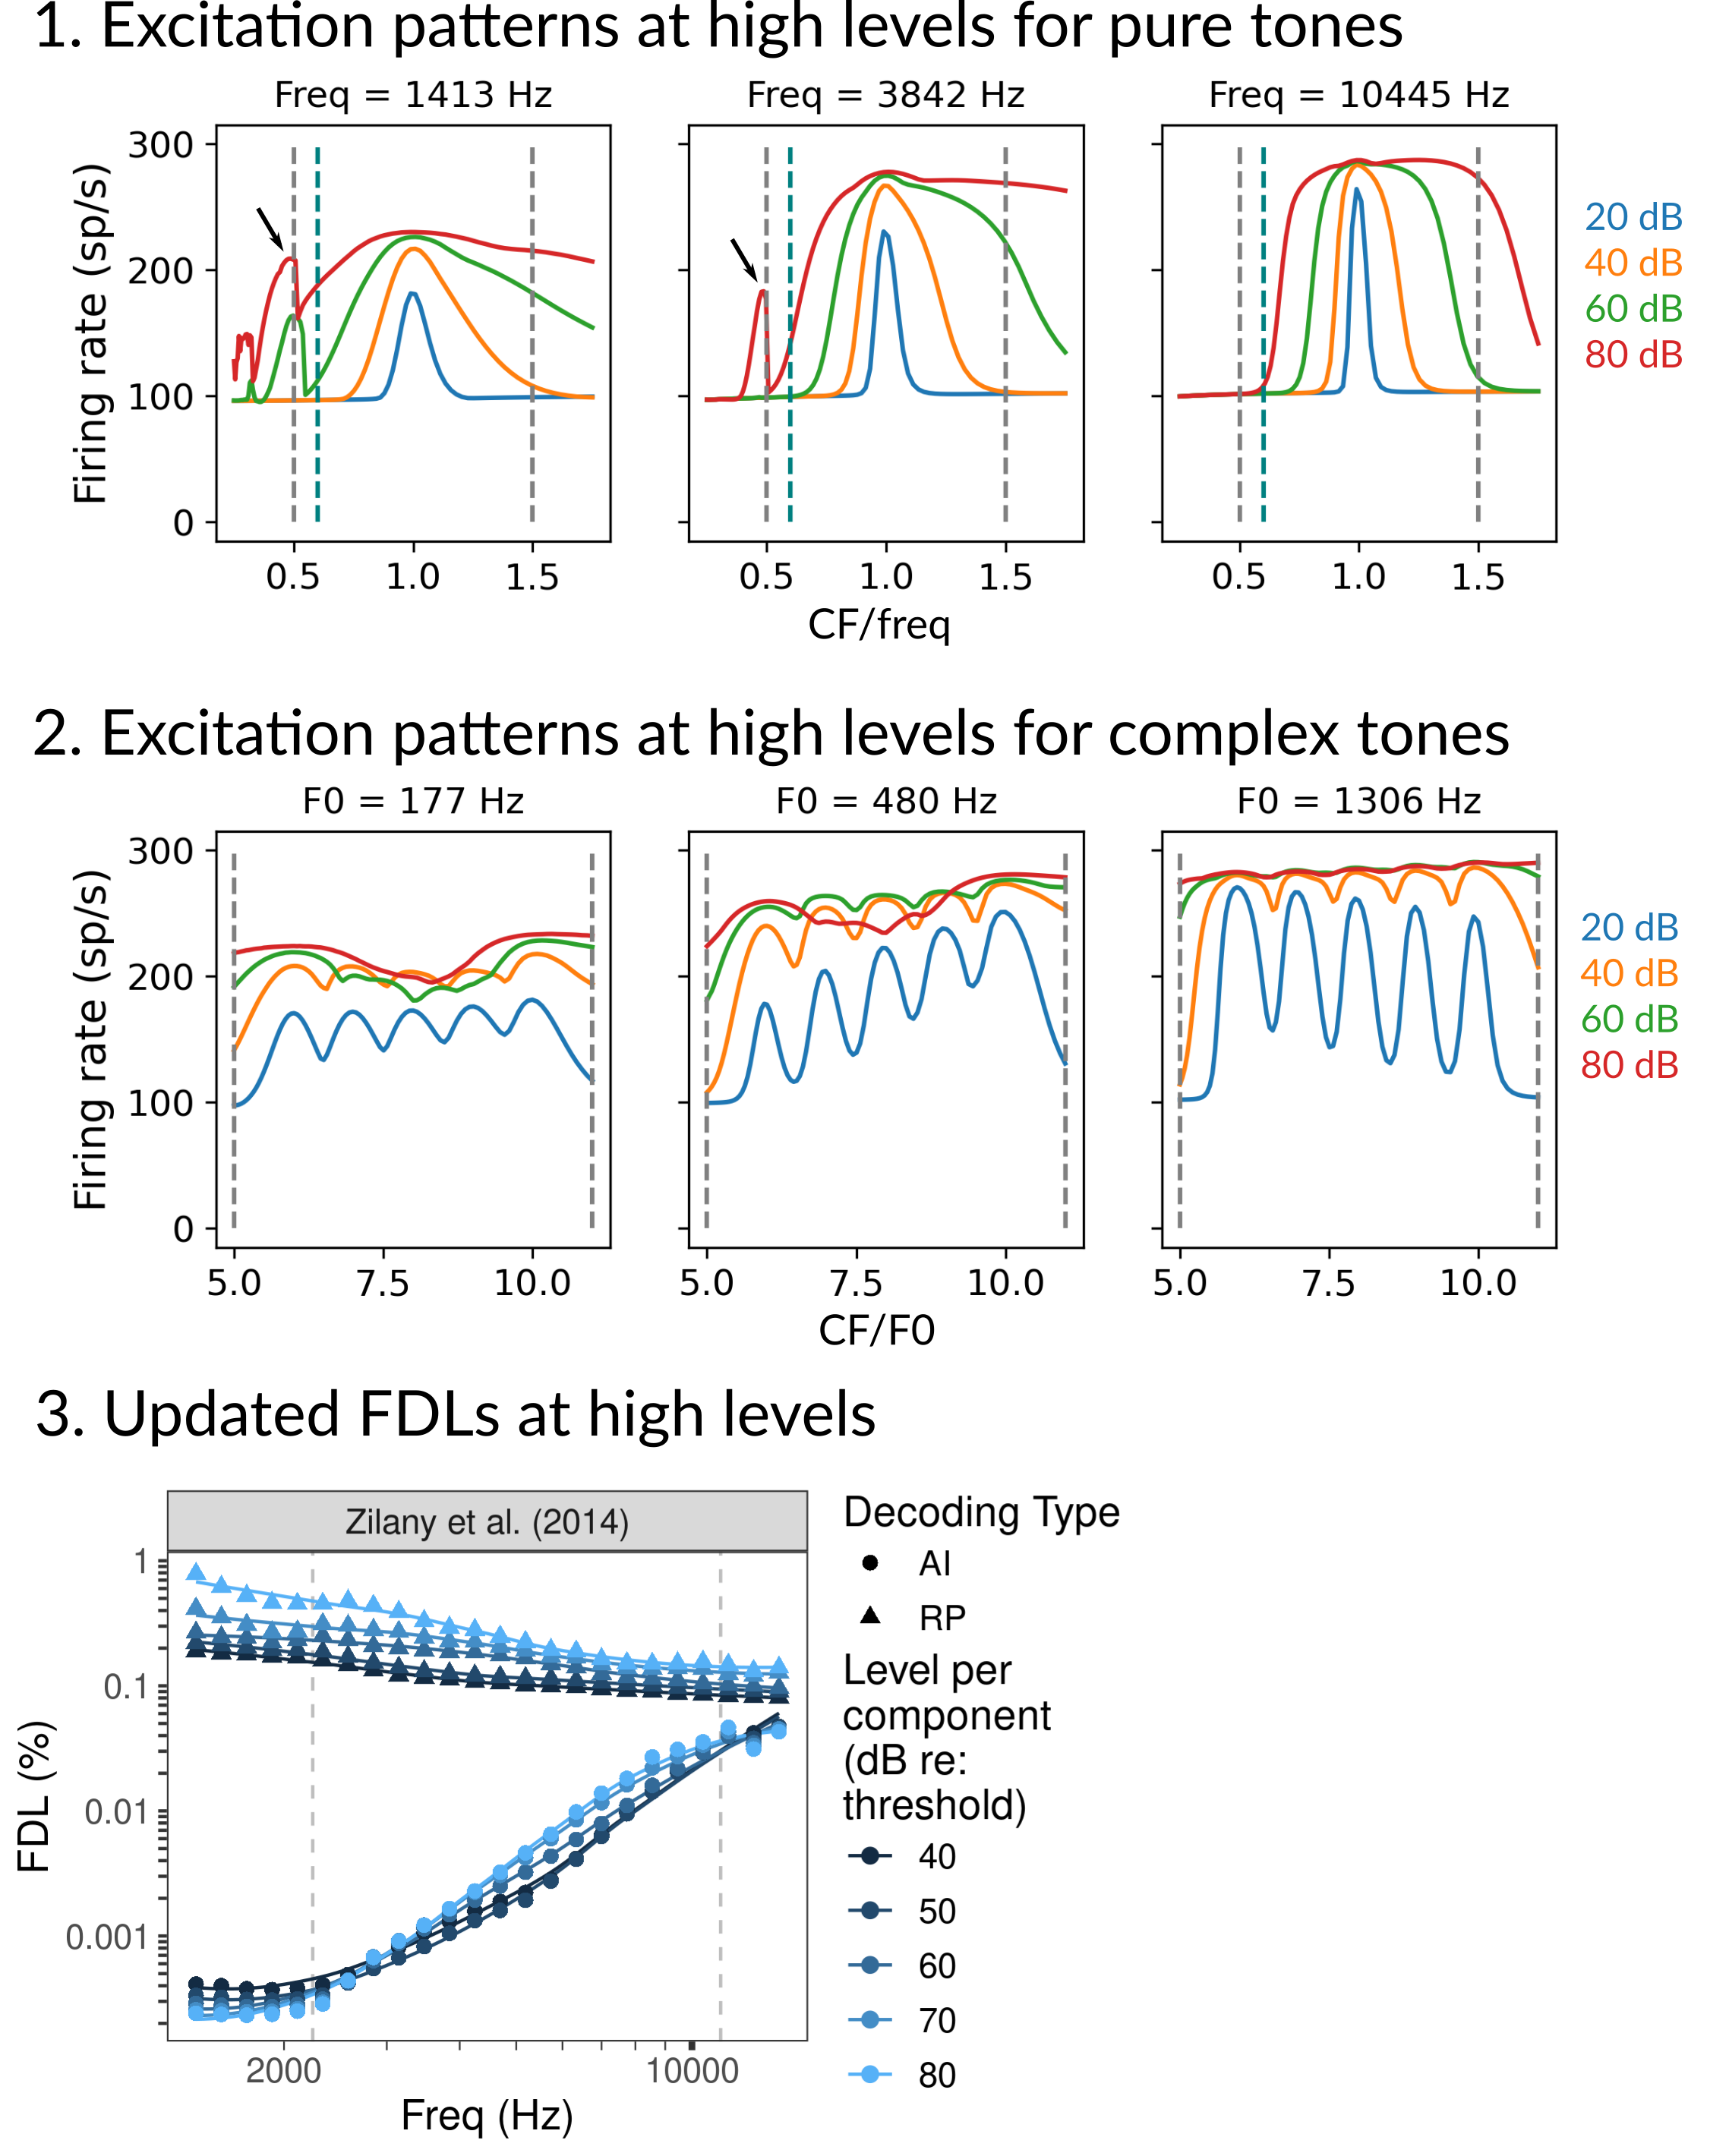 1. Excitation patterns at high levels for pure tones
Freq = 1413 Hz
Freq = 3842 Hz
Freq = 10445 Hz
Firing rate (sp/s)
300
200
100
0
0.5 1.0 1.5
0.5 1.0 1.5
0.5 1.0 1.5
CF/freq
20 dB
40 dB
60 dB
80 dB
2. Excitation patterns at high levels for complex tones
F0 = 177 Hz
F0 = 480 Hz
F0 = 1306 Hz
Firing rate (sp/s)
300
200
100
0
5.0 7.5 10.0
5.0 7.5 10.0
5.0 7.5 10.0
CF/F0
20 dB
40 dB
60 dB
80 dB
3. Updated FDLs at high levels
Zilany et al. (2014)
FDL (%)
1
0.1
0.01
0.001
2000 10000
Freq (Hz)
Decoding Type
AI
RP
Level per
component
(dB re:
threshold)
40
50
60
70
80